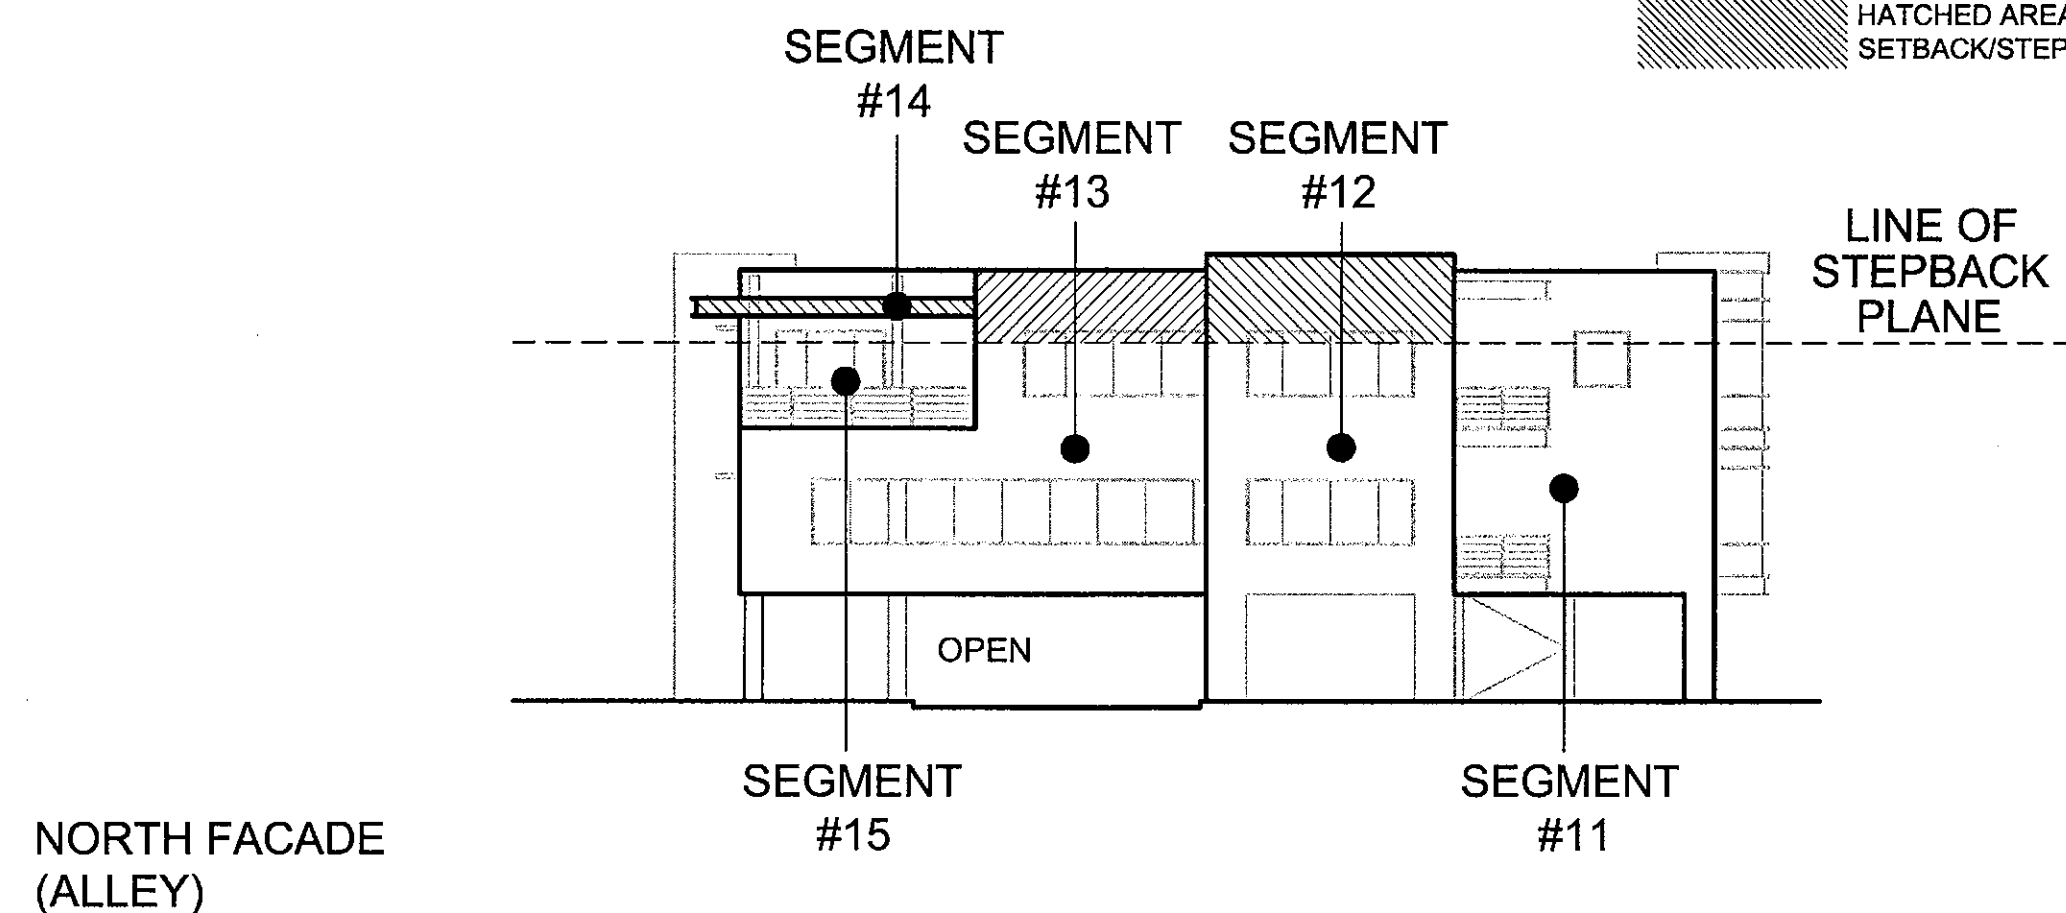 HATCHED AREA
SETBACK/STEP
SEGMENT
#14
SEGMENT
#13
SEGMENT
#12
LINE OF
STEPBACK
PLANE
OPEN
SEGMENT
#15
SEGMENT
#11
NORTH FACADE
(ALLEY)